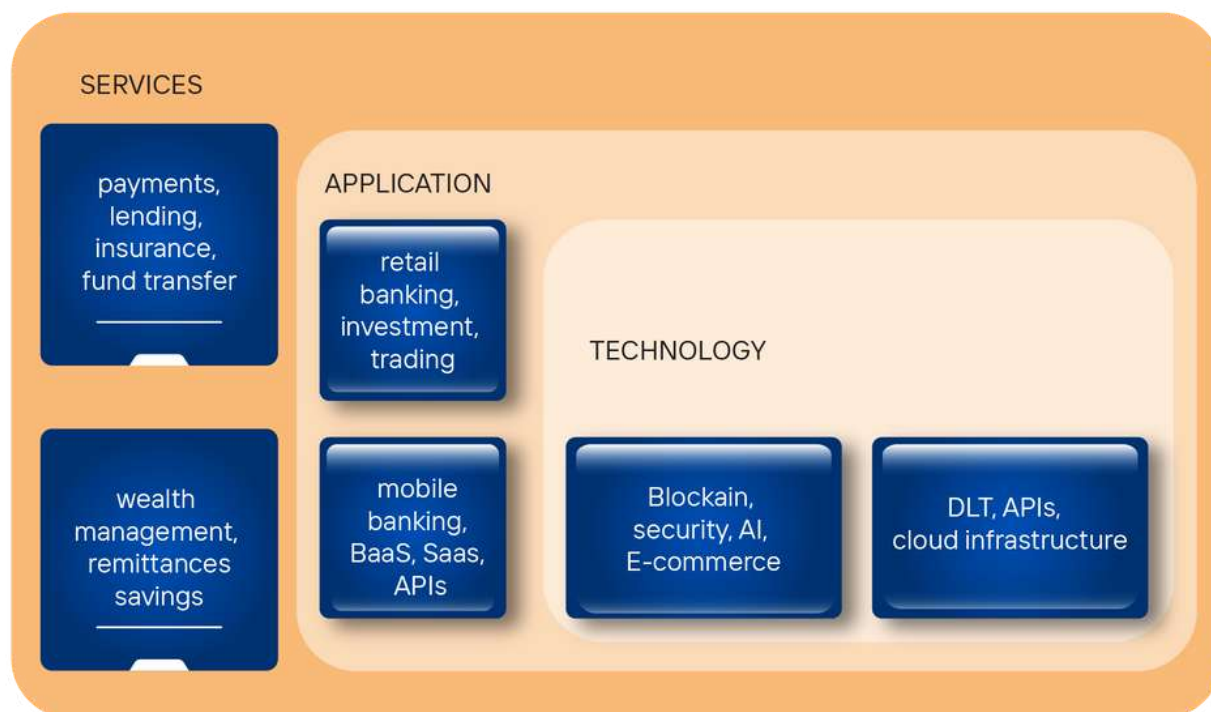 SERVICES
payments,
lending,
insurance,
fund transfer
wealth
management,
remittances
savings
APPLICATION
retail
banking,
investment,
trading
mobile
banking,
BaaS, Saas,
APIs
TECHNOLOGY
Blockain,
security, AI,
E-commerce
DLT, APIs,
cloud infrastructure